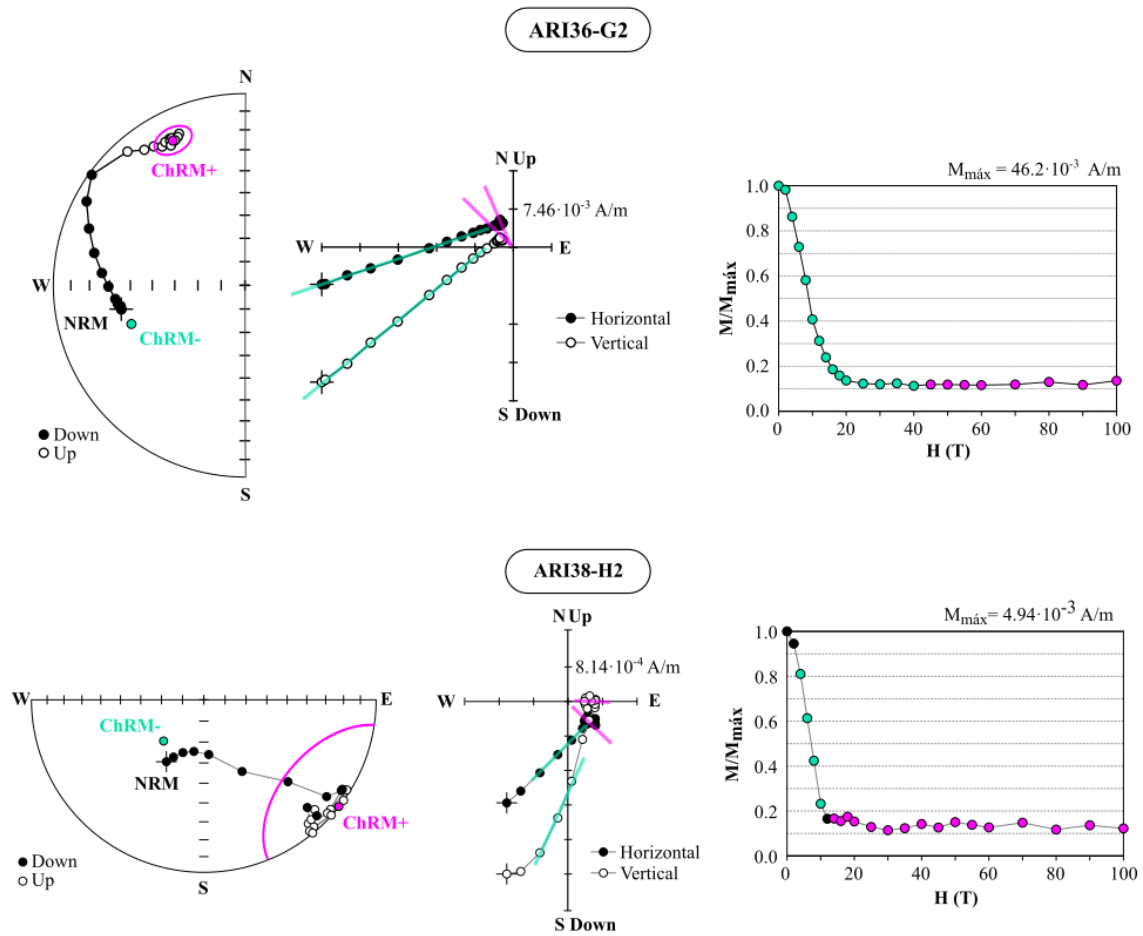 ARI36-G2
N
W
S
NRM
ChRM+
ChRM-
Down
Up
N Up
7.46·10⁻³ A/m
W
E
Horizontal
Vertical
S Down
Mmáx = 46.2·10⁻³ A/m
M/Mmáx
1.0
0.8
0.6
0.4
0.2
0.0
0 20 40 60 80 100
H (T)
ARI38-H2
W
E
ChRM-
NRM
ChRM+
Down
Up
S
N Up
8.14·10⁻⁴ A/m
W
E
Horizontal
Vertical
S Down
Mmáx= 4.94·10⁻³ A/m
M/Mmáx
1.0
0.8
0.6
0.4
0.2
0.0
0 20 40 60 80 100
H (T)